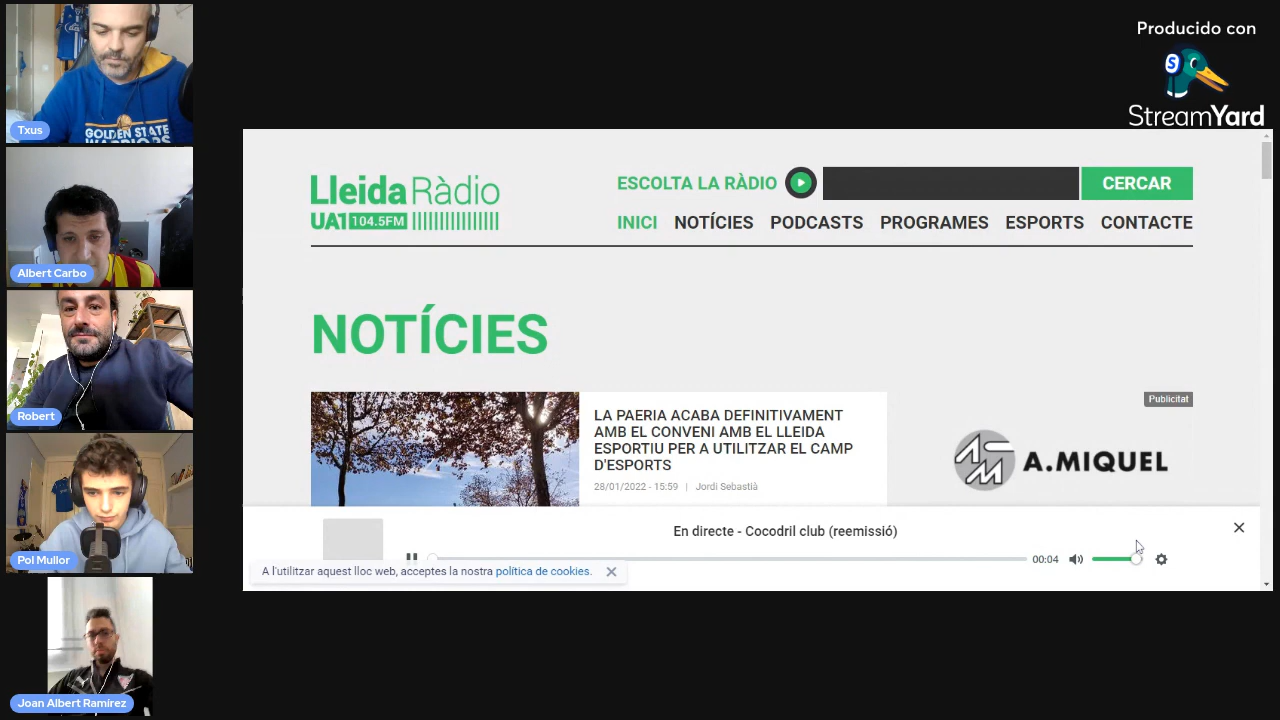 Producido con
StreamYard
GOLDEN STATE
WARRIORS
Txus
Albert Carbo
Robert
Pol Mullor
Joan Albert Ramírez
Lleida Ràdio
UA1 104.5FM
ESCOLTA LA RÀDIO
CERCAR
INICI NOTÍCIES PODCASTS PROGRAMES ESPORTS CONTACTE
NOTÍCIES
LA PAERIA ACABA DEFINITIVAMENT
AMB EL CONVENI AMB EL LLEIDA
ESPORTIU PER A UTILITZAR EL CAMP
D'ESPORTS
28/01/2022 - 15:59 | Jordi Sebastià
Publicitat
A.MIQUEL
En directe - Cocodril club (reemissió)
00:04
A l'utilitzar aquest lloc web, acceptes la nostra política de cookies.